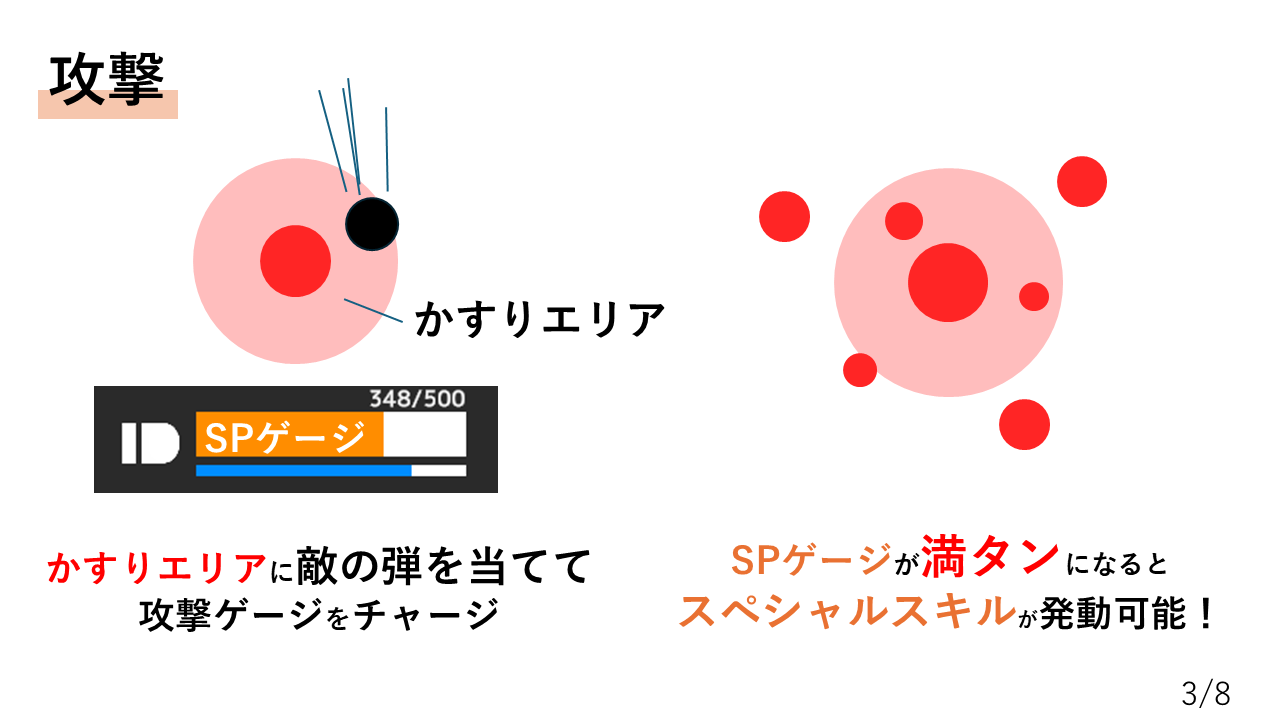 攻撃
かすりエリア
348/500
SPゲージ
かすりエリアに敵の弾を当てて
攻撃ゲージをチャージ
SPゲージが満タンになると
スペシャルスキルが発動可能！
3/8